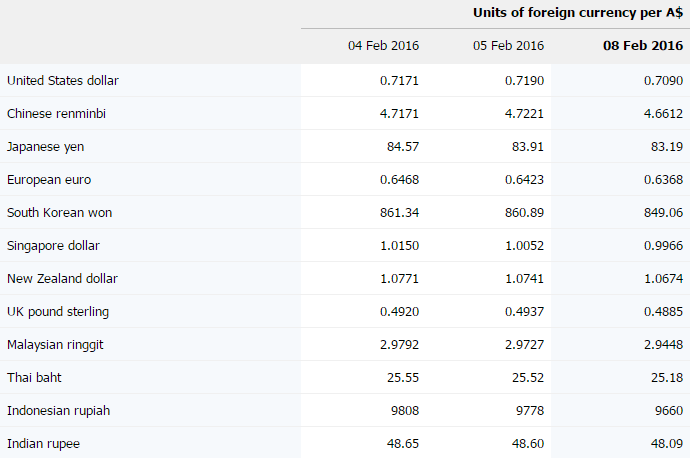 Units of foreign currency per A$
04 Feb 2016 05 Feb 2016 08 Feb 2016
United States dollar 0.7171 0.7190 0.7090
Chinese renminbi 4.7171 4.7221 4.6612
Japanese yen 84.57 83.91 83.19
European euro 0.6468 0.6423 0.6368
South Korean won 861.34 860.89 849.06
Singapore dollar 1.0150 1.0052 0.9966
New Zealand dollar 1.0771 1.0741 1.0674
UK pound sterling 0.4920 0.4937 0.4885
Malaysian ringgit 2.9792 2.9727 2.9448
Thai baht 25.55 25.52 25.18
Indonesian rupiah 9808 9778 9660
Indian rupee 48.65 48.60 48.09